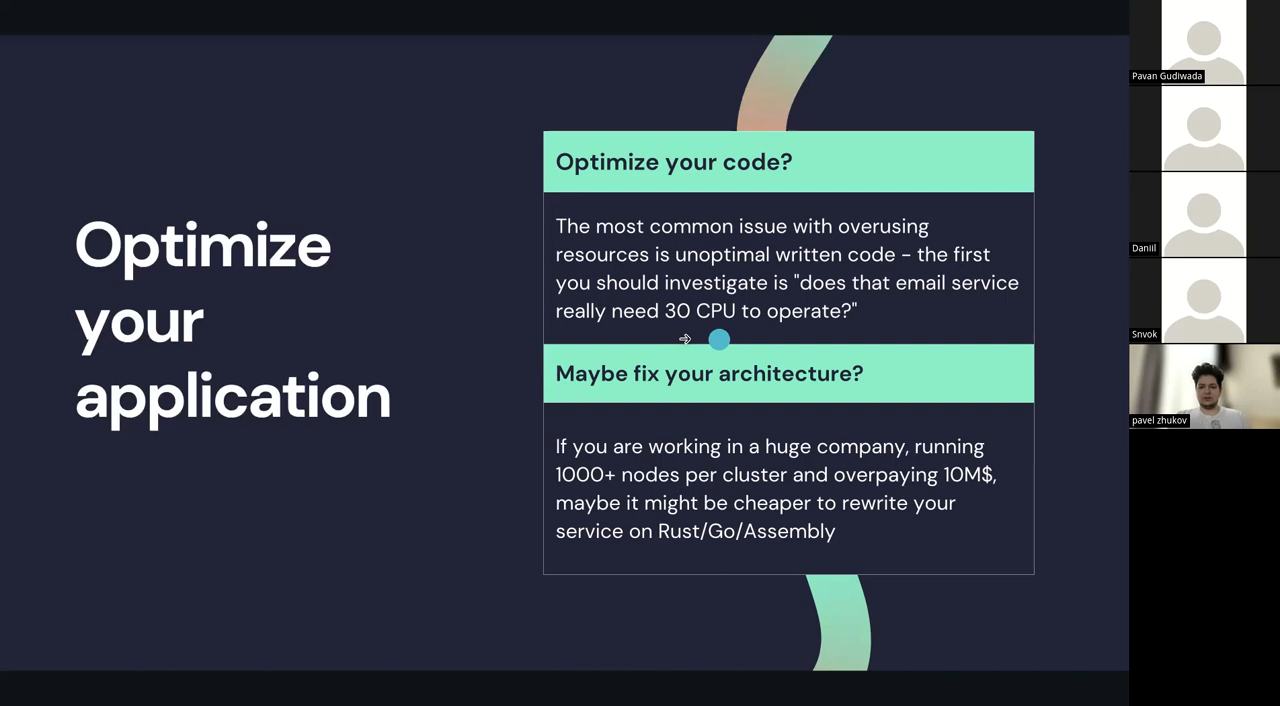 Optimize
your
application
Optimize your code?
The most common issue with overusing
resources is unoptimal written code - the first
you should investigate is "does that email service
really need 30 CPU to operate?"
Maybe fix your architecture?
If you are working in a huge company, running
1000+ nodes per cluster and overpaying 10M$,
maybe it might be cheaper to rewrite your
service on Rust/Go/Assembly
Pavan Gudiwada
Daniil
Snvok
pavel zhukov